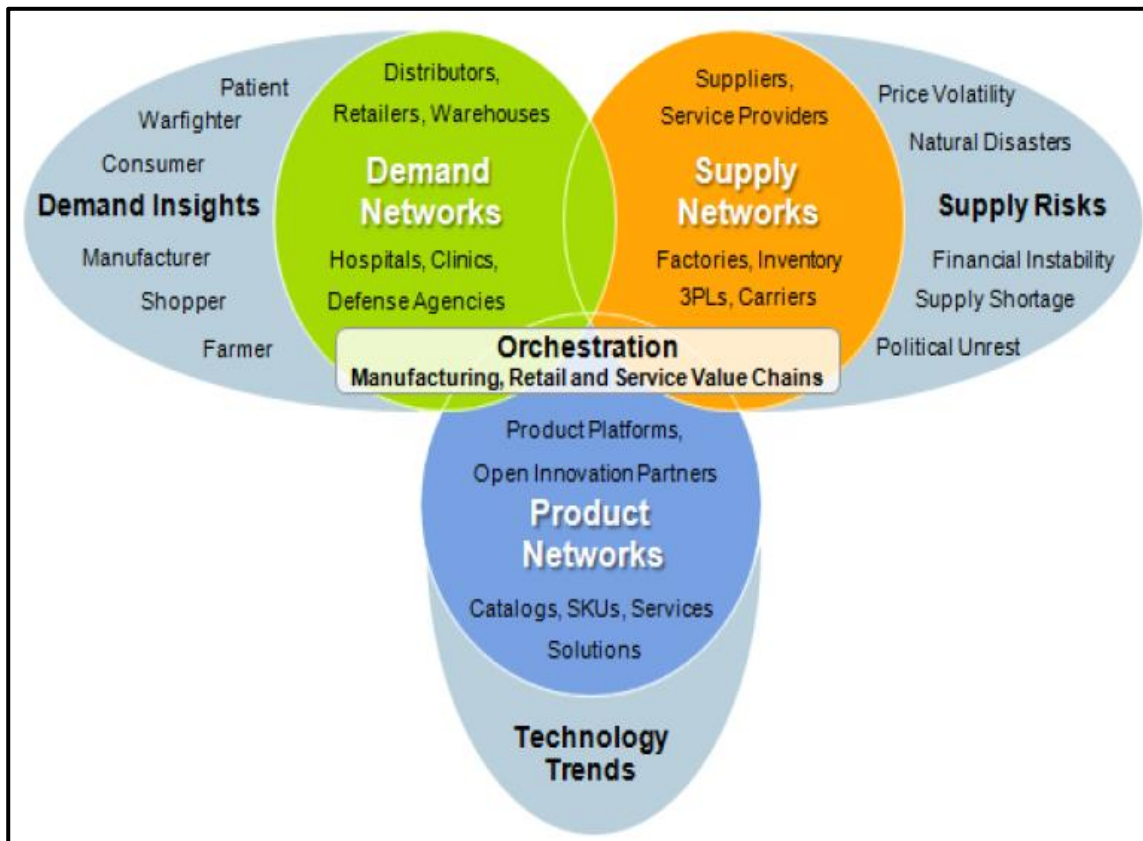 Patient
Warfighter
Consumer
Demand Insights
Manufacturer
Shopper
Farmer
Distributors,
Retailers, Warehouses
Demand
Networks
Hospitals, Clinics,
Defense Agencies
Suppliers,
Service Providers
Supply
Networks
Factories, Inventory
3PLs, Carriers
Price Volatility
Natural Disasters
Supply Risks
Financial Instability
Supply Shortage
Political Unrest
Orchestration
Manufacturing, Retail and Service Value Chains
Product Platforms,
Open Innovation Partners
Product
Networks
Catalogs, SKUs, Services
Solutions
Technology
Trends